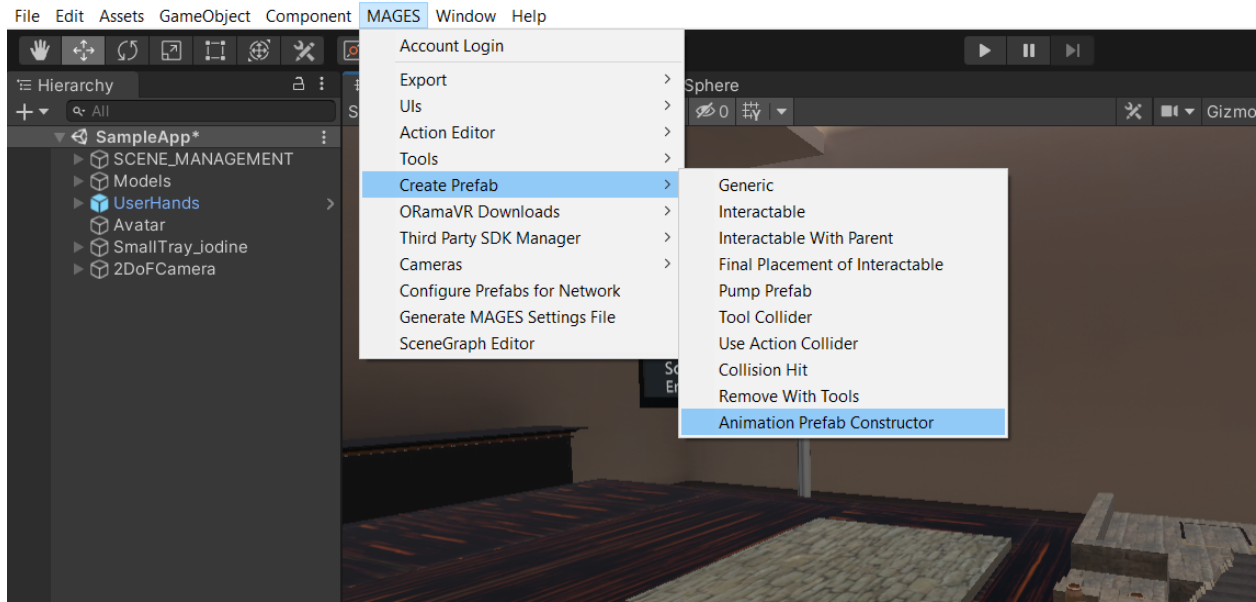 File Edit Assets GameObject Component MAGES Window Help
Account Login
Export
UIs
Action Editor
Tools
Create Prefab
ORamaVR Downloads
Third Party SDK Manager
Cameras
Configure Prefabs for Network
Generate MAGES Settings File
SceneGraph Editor
Generic
Interactable
Interactable With Parent
Final Placement of Interactable
Pump Prefab
Tool Collider
Use Action Collider
Collision Hit
Remove With Tools
Animation Prefab Constructor
Hierarchy
All
SampleApp*
SCENE_MANAGEMENT
Models
UserHands
Avatar
SmallTray_iodine
2DoFCamera
Sphere
0
Gizmo